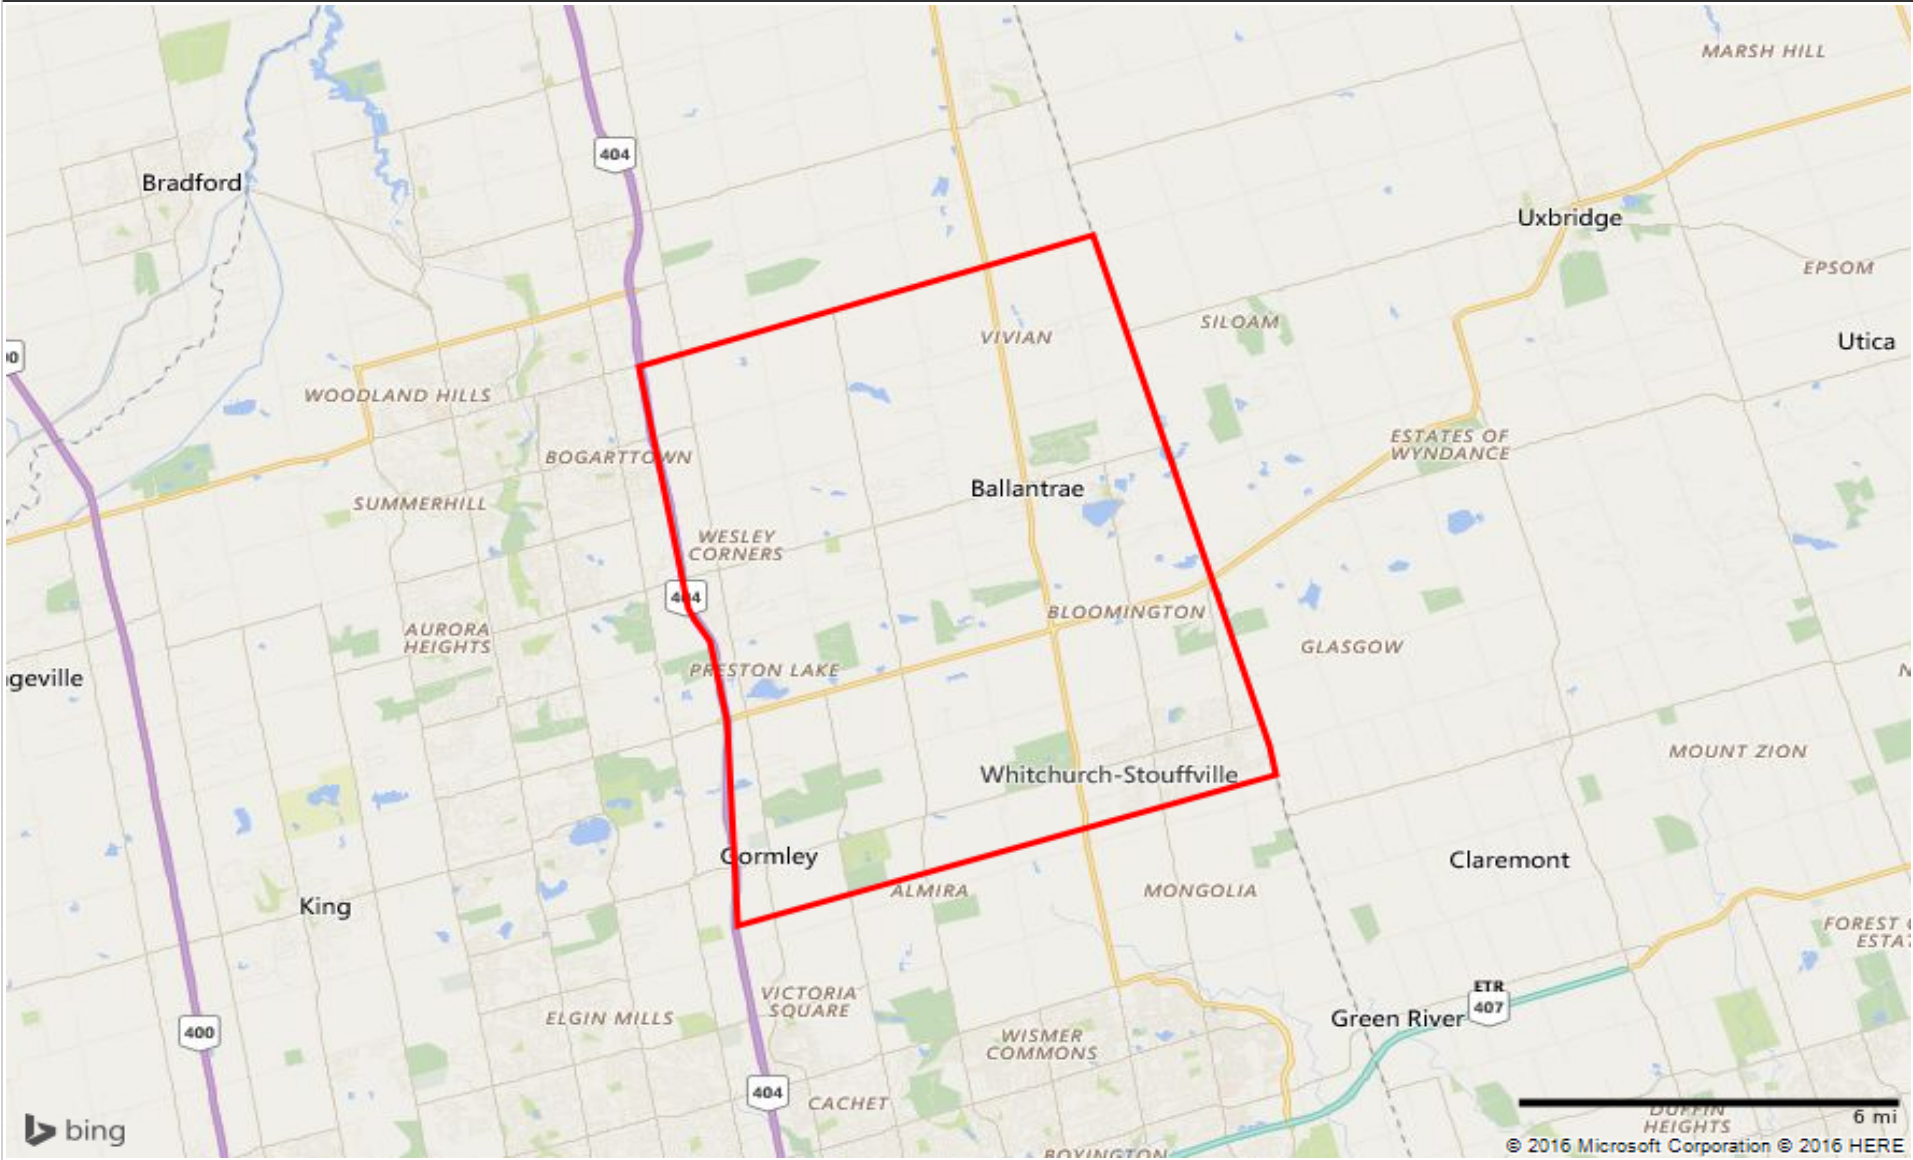 MARSH HILL
404
Bradford
Uxbridge
EPSOM
SILOAM
VIVIAN
Utica
WOODLAND HILLS
ESTATES OF
WYNDANCE
BOGARTTOWN
Ballantrae
SUMMERHILL
WESLEY
CORNERS
404
BLOOMINGTON
AURORA
HEIGHTS
GLASGOW
PRESTON LAKE
geville
MOUNT ZION
Whitchurch-Stouffville
Gormley
Claremont
ALMIRA
MONGOLIA
King
FOREST
ESTAT
VICTORIA
SQUARE
ETR
407
ELGIN MILLS
Green River
400
WISMER
COMMONS
404
CACHET
DUFFIN
HEIGHTS
6 mi
bing
© 2016 Microsoft Corporation © 2016 HERE
BOYINGTON